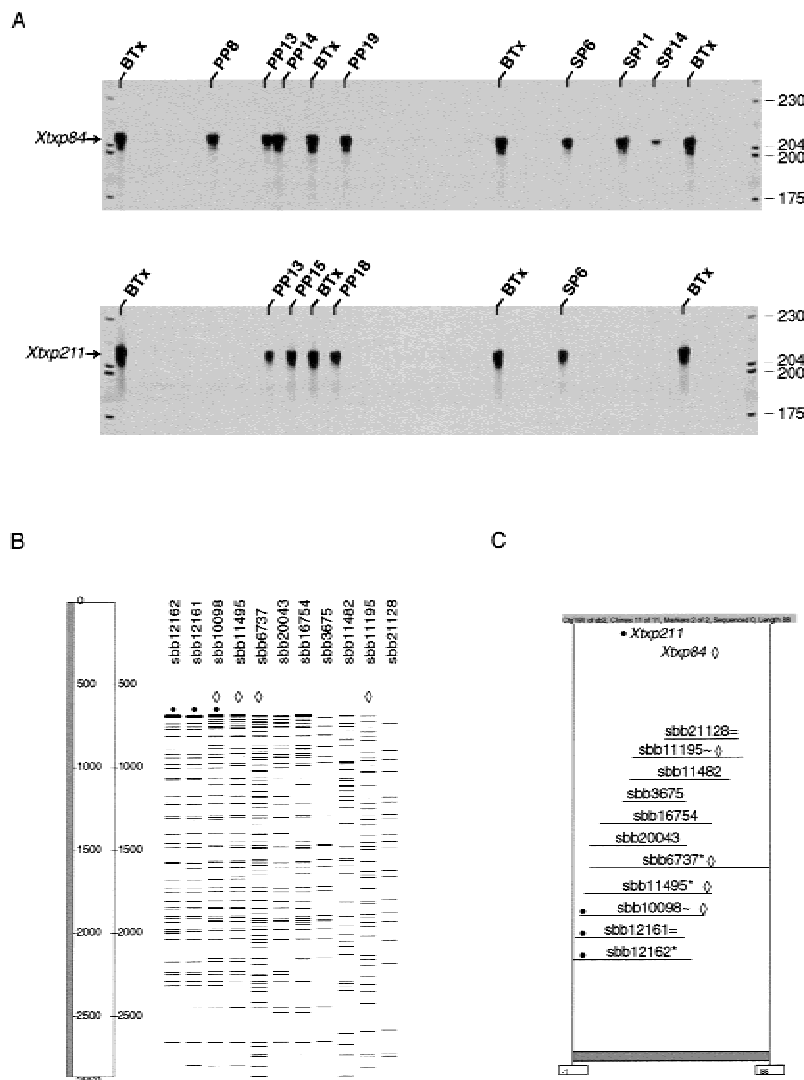 A
BTx PP8 PP13 PP14 BTx PP19 BTx SP6 SP11 SP14 BTx
230
Xtxp84
204
200
175
BTx PP13 PP15 BTx PP18 BTx SP6 BTx
230
Xtxp211
204
200
175
B
C
0
sbb12162 sbb12161 sbb10098 sbb11495 sbb6737 sbb20043 sbb16754 sbb3675 sbb11482 sbb11195 sbb21128
500 500
1000 1000
1500 1500
2000 2000
2500 2500
Xtxp211
Xtxp84
sbb21128=
sbb11195~
sbb11482
sbb3675
sbb16754
sbb20043
sbb6737*
sbb11495*
sbb10098~
sbb12161=
sbb12162*
-1
86